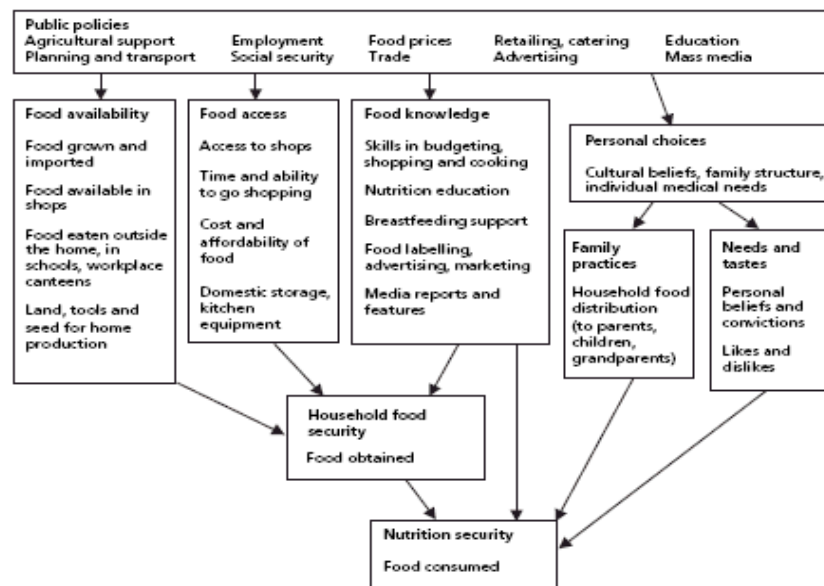 Public policies
Agricultural support Employment Food prices Retailing, catering Education
Planning and transport Social security Trade Advertising Mass media
Food availability
Food grown and
imported
Food available in
shops
Food eaten outside
the home, in
schools, workplace
canteens
Land, tools and
seed for home
production
Food access
Access to shops
Time and ability
to go shopping
Cost and
affordability of
food
Domestic storage,
kitchen
equipment
Food knowledge
Skills in budgeting,
shopping and cooking
Nutrition education
Breastfeeding support
Food labelling,
advertising, marketing
Media reports and
features
Personal choices
Cultural beliefs, family structure,
individual medical needs
Family
practices
Household food
distribution
(to parents,
children,
grandparents)
Needs and
tastes
Personal
beliefs and
convictions
Likes and
dislikes
Household food
security
Food obtained
Nutrition security
Food consumed